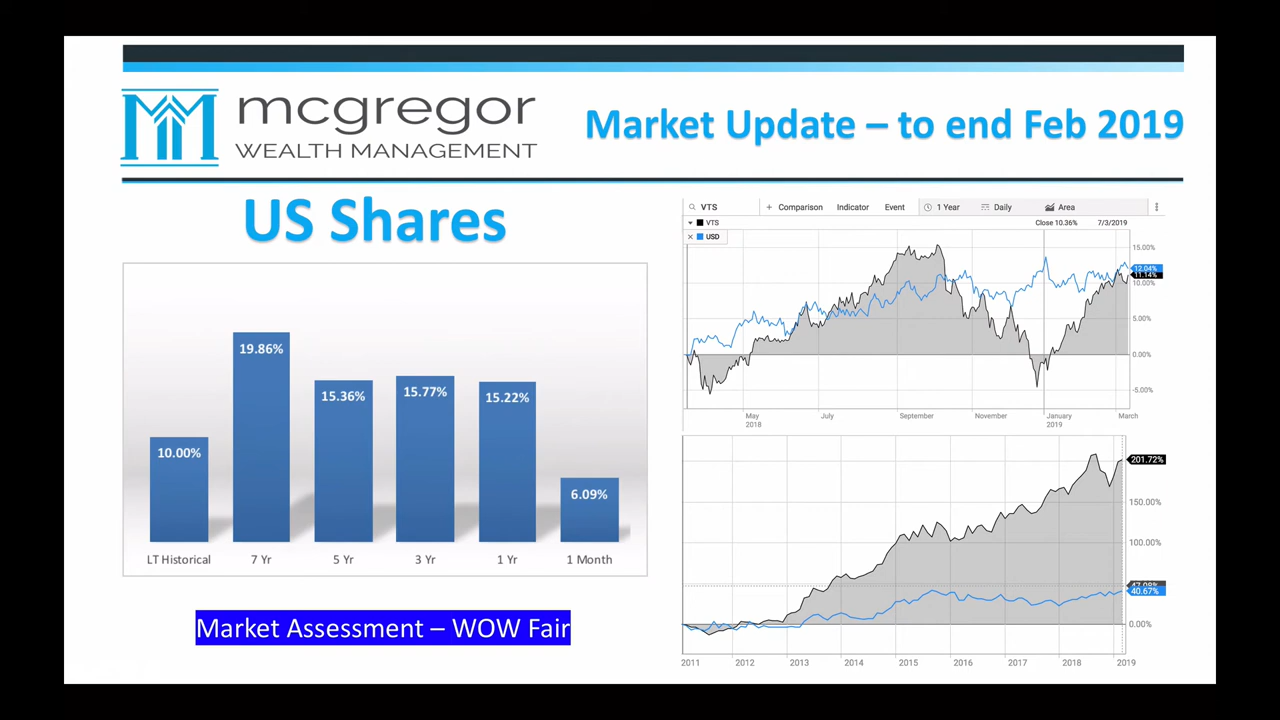 mcgregor
WEALTH MANAGEMENT
Market Update – to end Feb 2019
US Shares
19.86%
15.36%
15.77%
15.22%
10.00%
6.09%
LT Historical 7 Yr 5 Yr 3 Yr 1 Yr 1 Month
Market Assessment – WOW Fair
VTS + Comparison Indicator Event 1 Year Daily Area
VTS Close 10.36% 7/3/2019
USD
15.00%
12.04%
11.14%
10.00%
5.00%
0.00%
-5.00%
May July September November January March
2018 2019
201.72%
150.00%
100.00%
40.67%
0.00%
2011 2012 2013 2014 2015 2016 2017 2018 2019